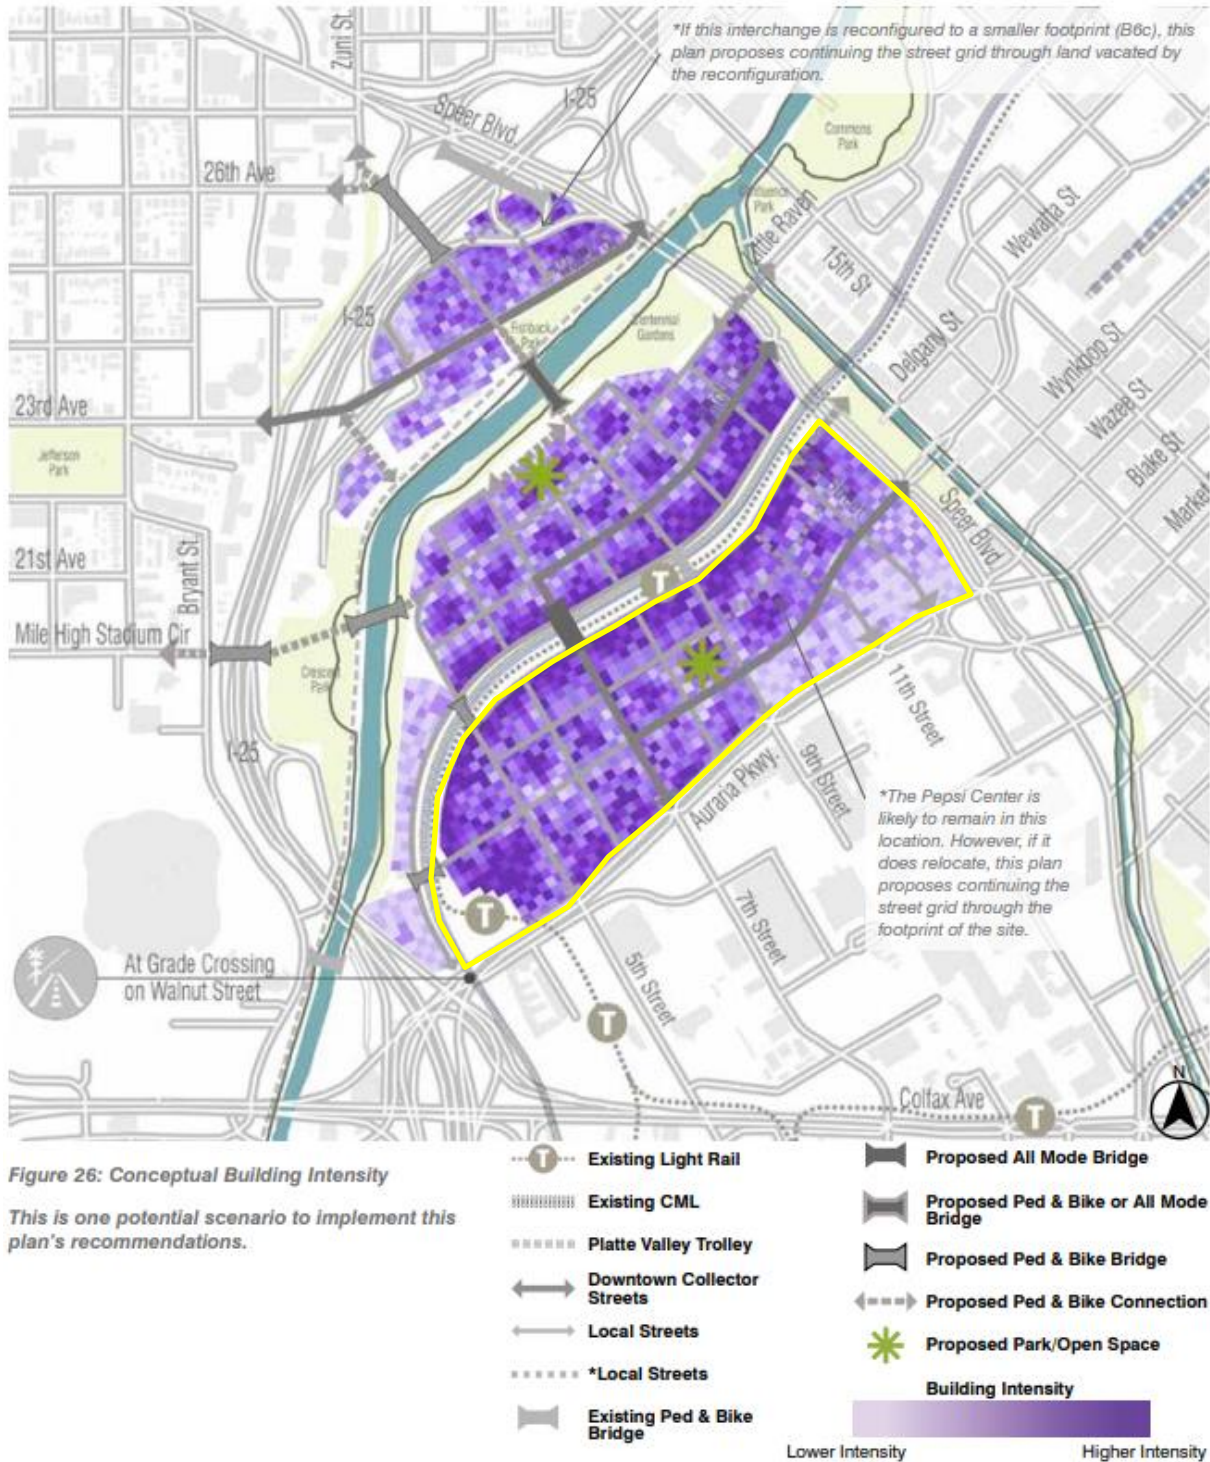 *If this interchange is reconfigured to a smaller footprint (B6c), this
plan proposes continuing the street grid through land vacated by
the reconfiguration.
Zuni St.
I-25
Speer Blvd.
Commons
Park
26th Ave
Park
Little Raven
Wewatta St
15th St
I-25
Fishback
Park
Centennial
Gardens
Delgany St
Wynkoop St
23rd Ave
Wazee St
Jefferson
Park
Blake St
Market
Speer Blvd.
21st Ave
Bryant St.
T
Mile High Stadium Cir
Crescent
Park
11th Street
I-25
9th Street
Auraria Pkwy.
*The Pepsi Center is
likely to remain in this
location. However, if it
does relocate, this plan
proposes continuing the
street grid through the
footprint of the site.
7th Street
T
At Grade Crossing
on Walnut Street
5th Street
T
N
Colfax Ave
T
Figure 26: Conceptual Building Intensity
This is one potential scenario to implement this
plan's recommendations.
T
Existing Light Rail
Existing CML
Platte Valley Trolley
Downtown Collector
Streets
Local Streets
*Local Streets
Existing Ped & Bike
Bridge
Proposed All Mode Bridge
Proposed Ped & Bike or All Mode
Bridge
Proposed Ped & Bike Bridge
Proposed Ped & Bike Connection
Proposed Park/Open Space
Building Intensity
Lower Intensity
Higher Intensity